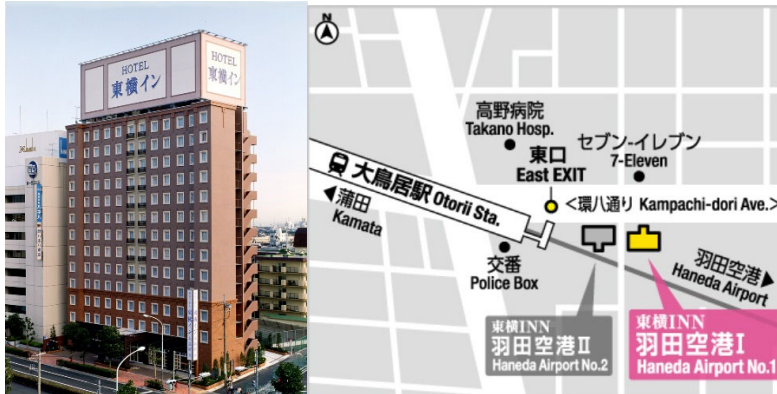 HOTEL
東横イン
HOTEL
東横イン
N
高野病院
Takano Hosp.
セブン-イレブン
7-Eleven
東口
East EXIT
大鳥居駅 Otorii Sta.
<環八通り Kampachi-dori Ave.>
蒲田
Kamata
交番
Police Box
羽田空港
Haneda Airport
東横INN
羽田空港II
Haneda Airport No.2
東横INN
羽田空港I
Haneda Airport No.1